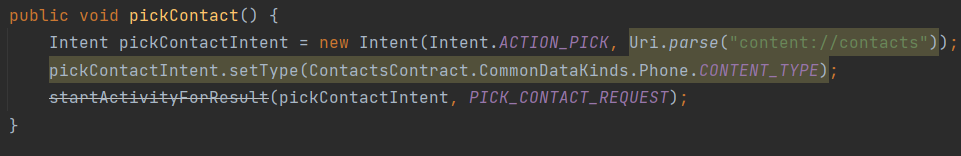 public void pickContact() {
Intent pickContactIntent = new Intent(Intent.ACTION_PICK, Uri.parse("content://contacts"));
pickContactIntent.setType(ContactsContract.CommonDataKinds.Phone.CONTENT_TYPE);
startActivityForResult(pickContactIntent, PICK_CONTACT_REQUEST);
}